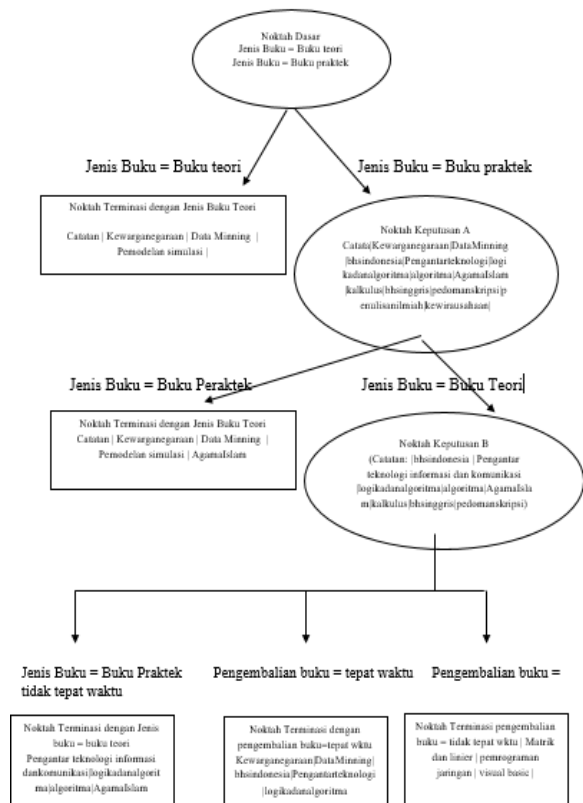 Noktah Dasar
Jenis Buku = Buku teori
Jenis Buku = Buku praktek
Jenis Buku = Buku teori
Jenis Buku = Buku praktek
Noktah Terminasi dengan Jenis Buku Teori
Catatan | Kewarganegaraan | Data Minning |
Pemodelan simulasi |
Noktah Keputusan A
Catata(Kewarganegaraan|DataMinning
|bhsindonesia|Pengantarteknologi|logi
kadanalgoritma|algoritma|AgamaIslam
|kalkulus|bhsinggris|pedomanskripsi|p
enulisanilmiah|kewirausahaan|
Jenis Buku = Buku Peraktek
Jenis Buku = Buku Teori
Noktah Terminasi dengan Jenis Buku Teori
Catatan | Kewarganegaraan | Data Minning |
Pemodelan simulasi | AgamaIslam
Noktah Keputusan B
(Catatan: |bhsindonesia | Pengantar
teknologi informasi dan komunikasi
|logikadanalgoritma|algoritma|AgamaIsla
m|kalkulus|bhsinggris|pedomanskripsi)
Jenis Buku = Buku Praktek
tidak tepat waktu
Pengembalian buku = tepat waktu
Pengembalian buku =
Noktah Terminasi dengan Jenis
buku = buku teori
Pengantar teknologi informasi
dankomunikasi|logikadanalgorit
ma|algoritma|AgamaIslam
Noktah Terminasi dengan
pengembalian buku=tepat wktu
Kewarganegaraan|DataMinning|
bhsindonesia|Pengantarteknologi
|logikadanalgoritma
Noktah Terminasi pengembalian
buku = tidak tepat wktu | Matrik
dan linier | pemrograman
jaringan | visual basic |